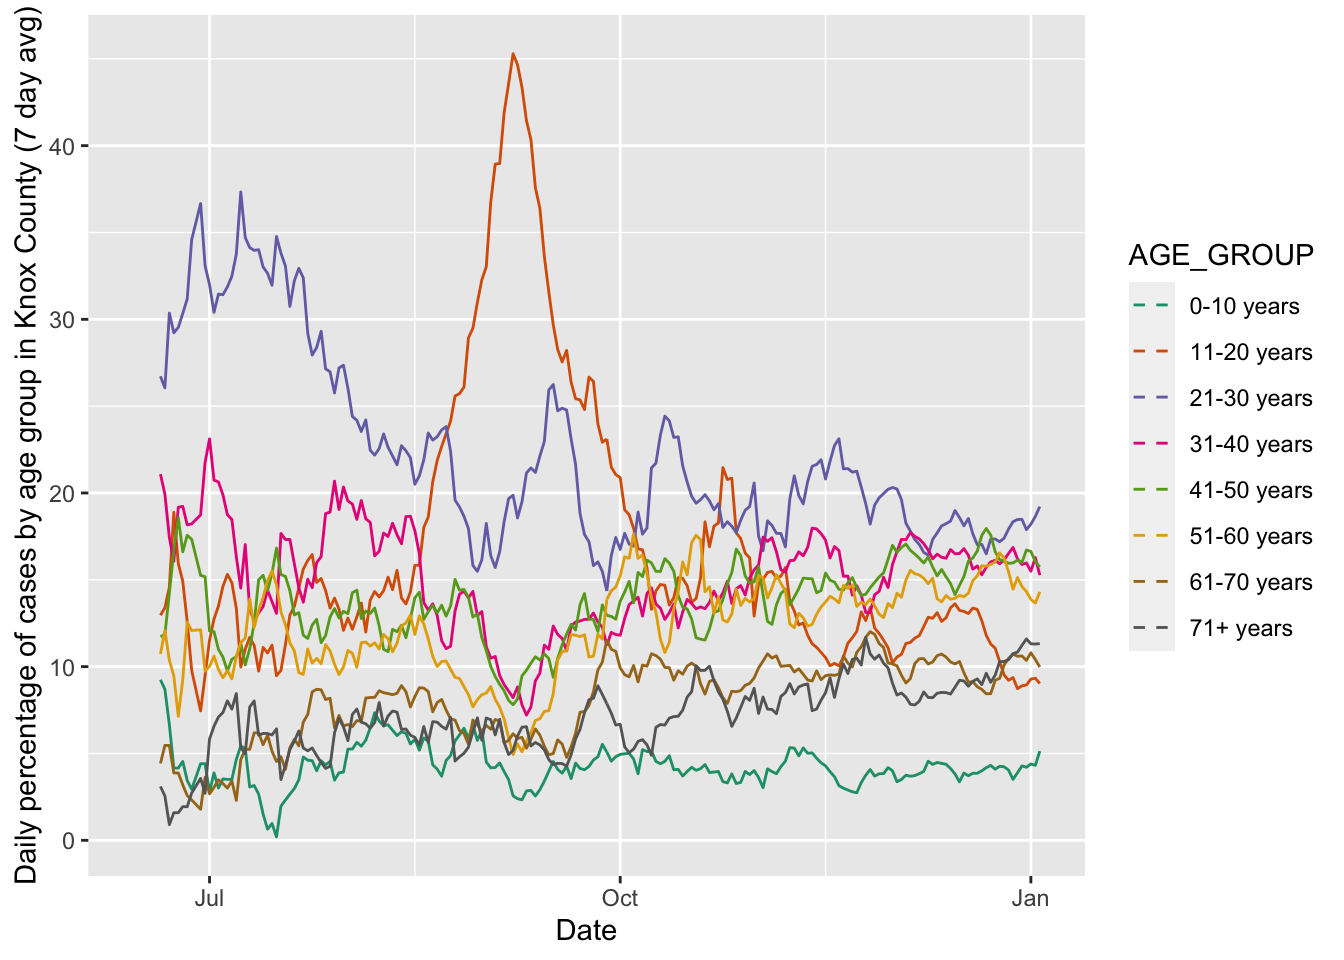 Daily percentage of cases by age group in Knox County (7 day avg)
40
30
20
10
0
Jul
Oct
Jan
Date
AGE_GROUP
0-10 years
11-20 years
21-30 years
31-40 years
41-50 years
51-60 years
61-70 years
71+ years